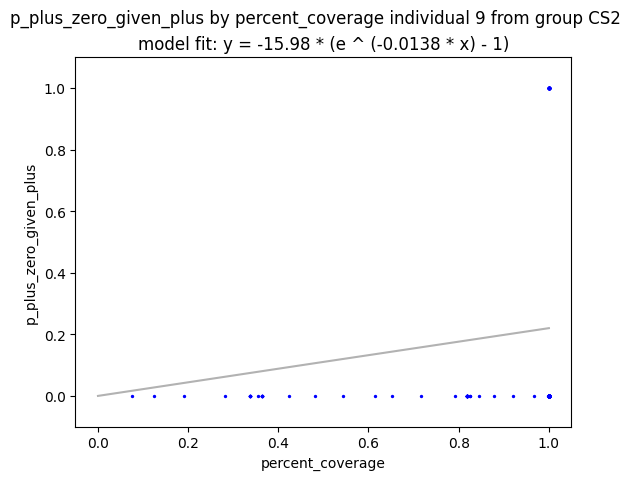 p_plus_zero_given_plus by percent_coverage individual 9 from group CS2
model fit: y = -15.98 * (e ^ (-0.0138 * x) - 1)
1.0
0.8
0.6
0.4
0.2
0.0
p_plus_zero_given_plus
0.0 0.2 0.4 0.6 0.8 1.0
percent_coverage